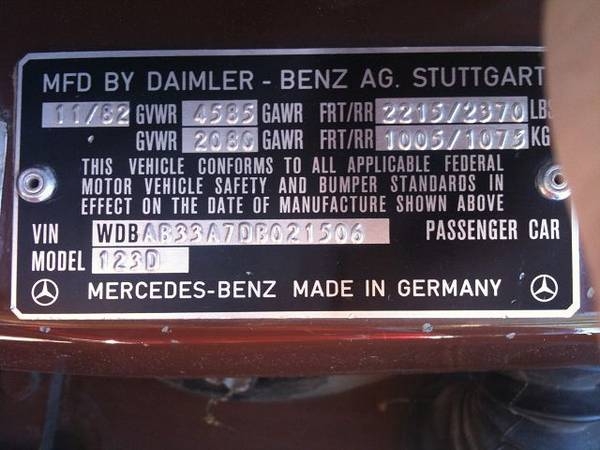 MFD BY DAIMLER - BENZ AG. STUTTGART
11/82 GVWR 4585 GAWR FRT/RR 2215/2370 LBS
GVWR 2080 GAWR FRT/RR 1005/1075 KG
THIS VEHICLE CONFORMS TO ALL APPLICABLE FEDERAL
MOTOR VEHICLE SAFETY AND BUMPER STANDARDS IN
EFFECT ON THE DATE OF MANUFACTURE SHOWN ABOVE
VIN WDBAB33A7DB021506 PASSENGER CAR
MODEL 123D
MERCEDES-BENZ MADE IN GERMANY